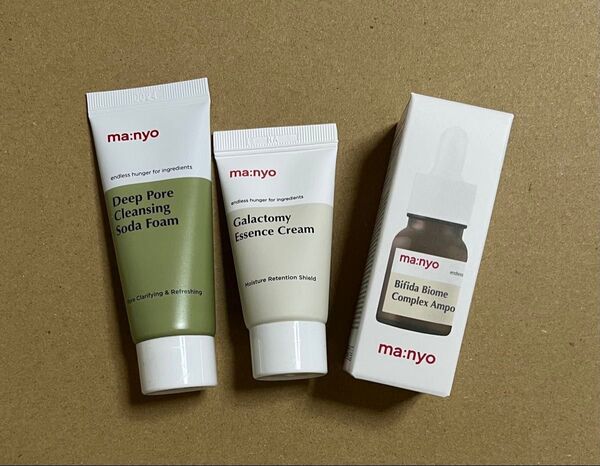 ma:nyo
endless hunger for ingredients
Deep Pore
Cleansing
Soda Foam
Pore Clarifying & Refreshing
ma:nyo
endless hunger for ingredients
Galactomy
Essence Cream
Moisture Retention Shield
ma:nyo
endless
Bifida Biome
Complex Ampo
ma:nyo